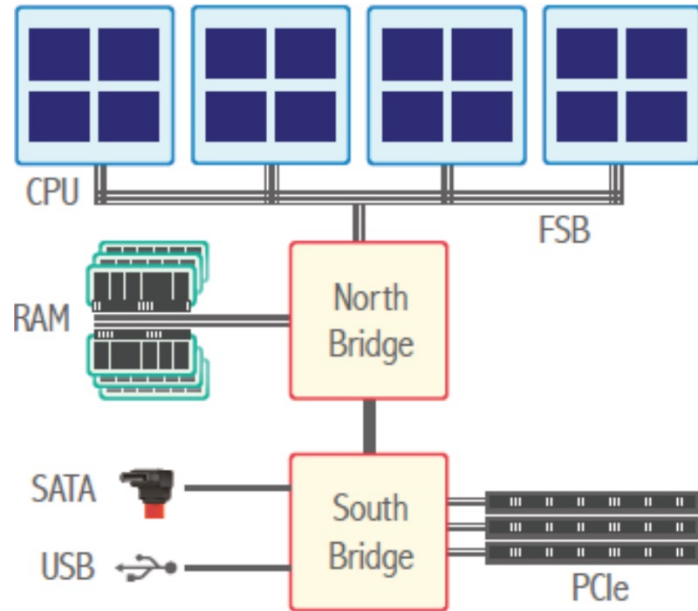 CPU
FSB
RAM
North
Bridge
SATA
South
Bridge
USB
PCIe